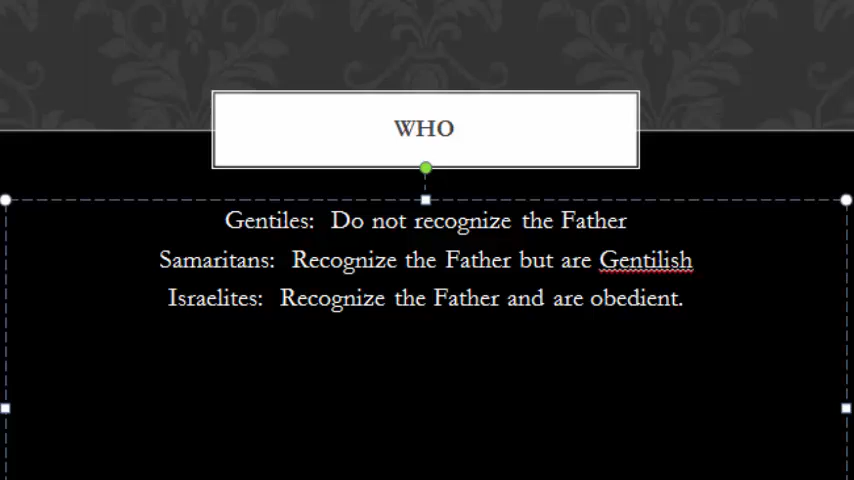 WHO
Gentiles:  Do not recognize the Father
Samaritans:  Recognize the Father but are Gentilish
Israelites:  Recognize the Father and are obedient.